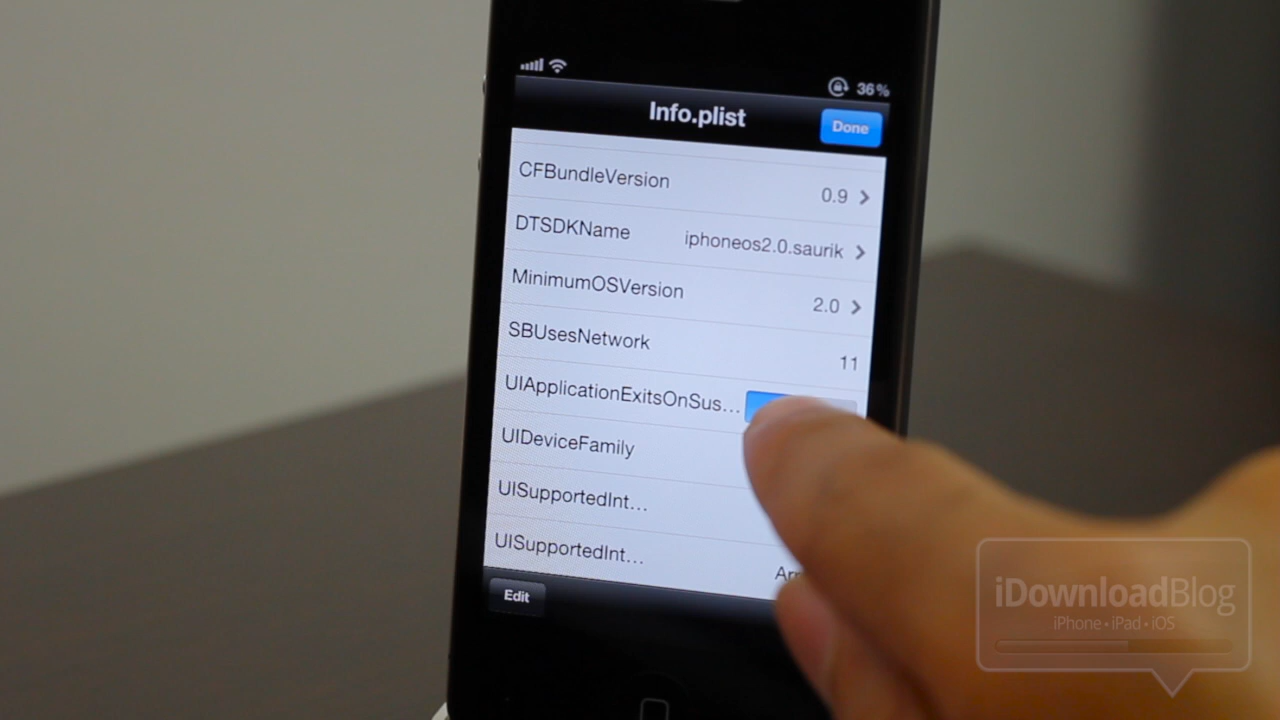 36%
Info.plist
Done
CFBundleVersion 0.9
DTSDKName iphoneos2.0.saurik
MinimumOSVersion 2.0
SBUsesNetwork 11
UIApplicationExitsOnSus...
UIDeviceFamily
UISupportedInt...
UISupportedInt...
Edit
iDownloadBlog
iPhone • iPad • iOS